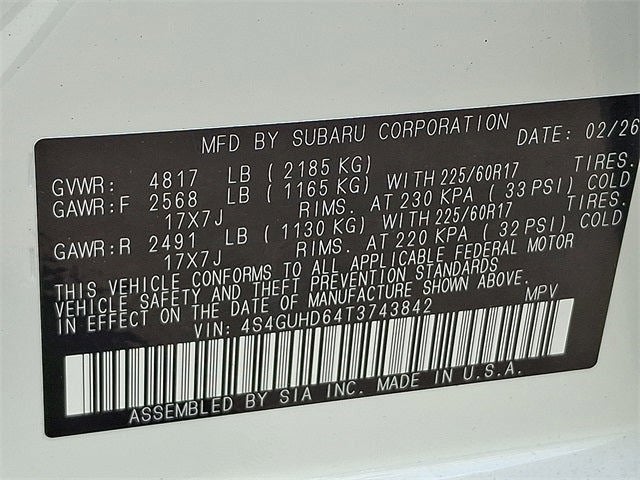 MFD BY SUBARU CORPORATION DATE: 02/26
GVWR: 4817 LB (2185 KG)
GAWR:F 2568 LB (1165 KG) WITH 225/60R17 TIRES.
17X7J RIMS. AT 230 KPA (33 PSI) COLD
GAWR:R 2491 LB (1130 KG) WITH 225/60R17 TIRES.
17X7J RIMS. AT 220 KPA (32 PSI) COLD
THIS VEHICLE CONFORMS TO ALL APPLICABLE FEDERAL MOTOR
VEHICLE SAFETY AND THEFT PREVENTION STANDARDS
IN EFFECT ON THE DATE OF MANUFACTURE SHOWN ABOVE.
VIN: 4S4GUHD64T3743842 MPV
ASSEMBLED BY SIA INC. MADE IN U.S.A.